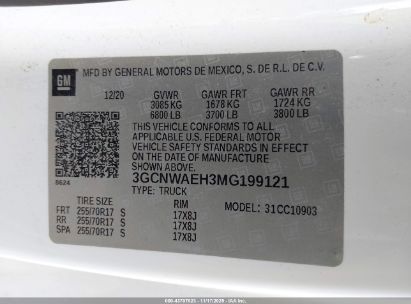 GM
MFD BY GENERAL MOTORS DE MEXICO, S. DE R.L. DE C.V.
12/20 GVWR GAWR FRT GAWR RR
3085 KG 1678 KG 1724 KG
6800 LB 3700 LB 3800 LB
THIS VEHICLE CONFORMS TO ALL
APPLICABLE U.S. FEDERAL MOTOR
VEHICLE SAFETY STANDARDS IN EFFECT
ON THE DATE OF MANUFACTURE
SHOWN ABOVE.
3GCNWAEH3MG199121
8624
TYPE: TRUCK
TIRE SIZE RIM MODEL: 31CC10903
FRT 255/70R17 S 17X8J
RR 255/70R17 S 17X8J
SPA 255/70R17 S 17X8J